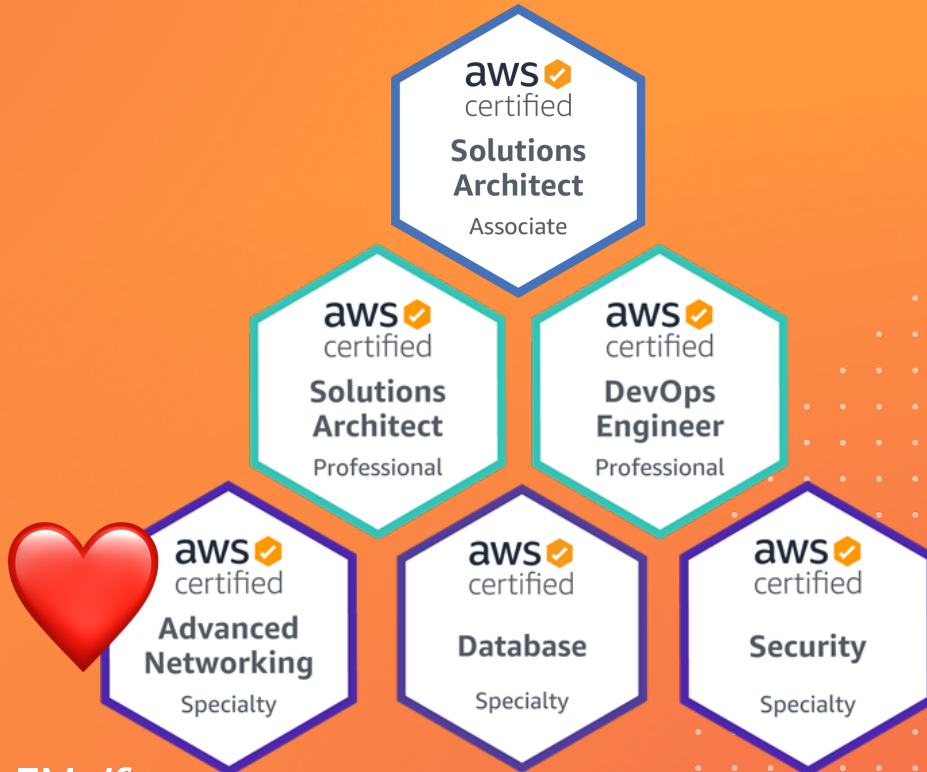 aws
certified
Solutions
Architect
Associate
aws
certified
Solutions
Architect
Professional
aws
certified
DevOps
Engineer
Professional
aws
certified
Advanced
Networking
Specialty
aws
certified
Database
Specialty
aws
certified
Security
Specialty